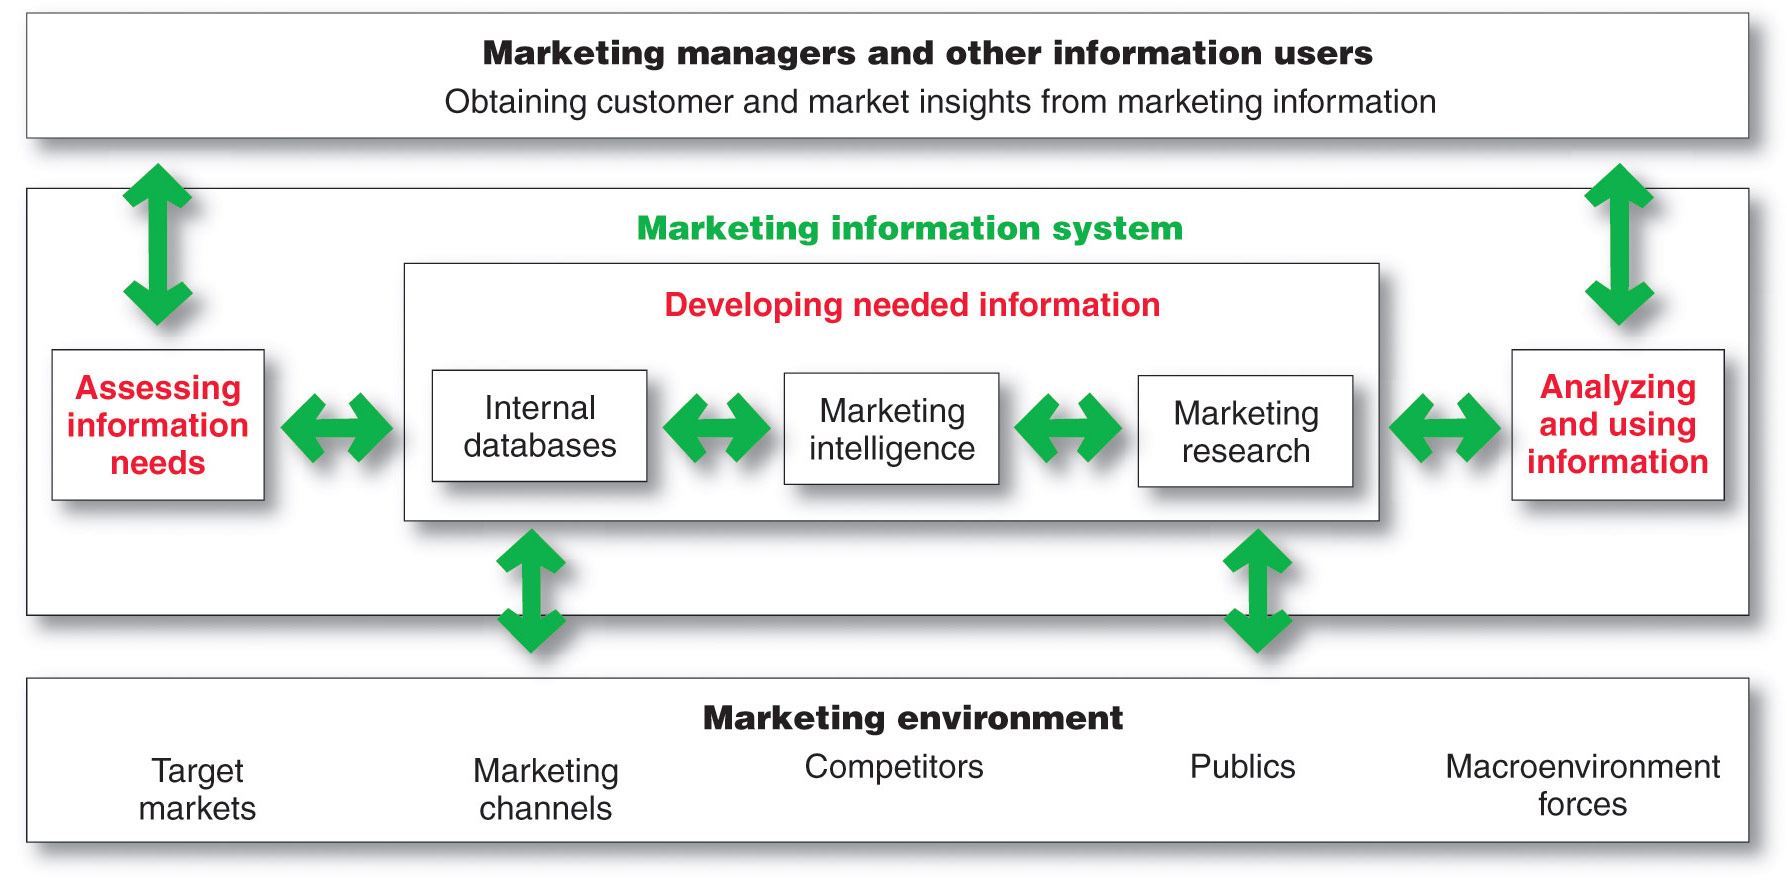 Marketing managers and other information users
Obtaining customer and market insights from marketing information
Marketing information system
Developing needed information
Assessing
information
needs
Internal
databases
Marketing
intelligence
Marketing
research
Analyzing
and using
information
Marketing environment
Target
markets
Marketing
channels
Competitors
Publics
Macroenvironment
forces